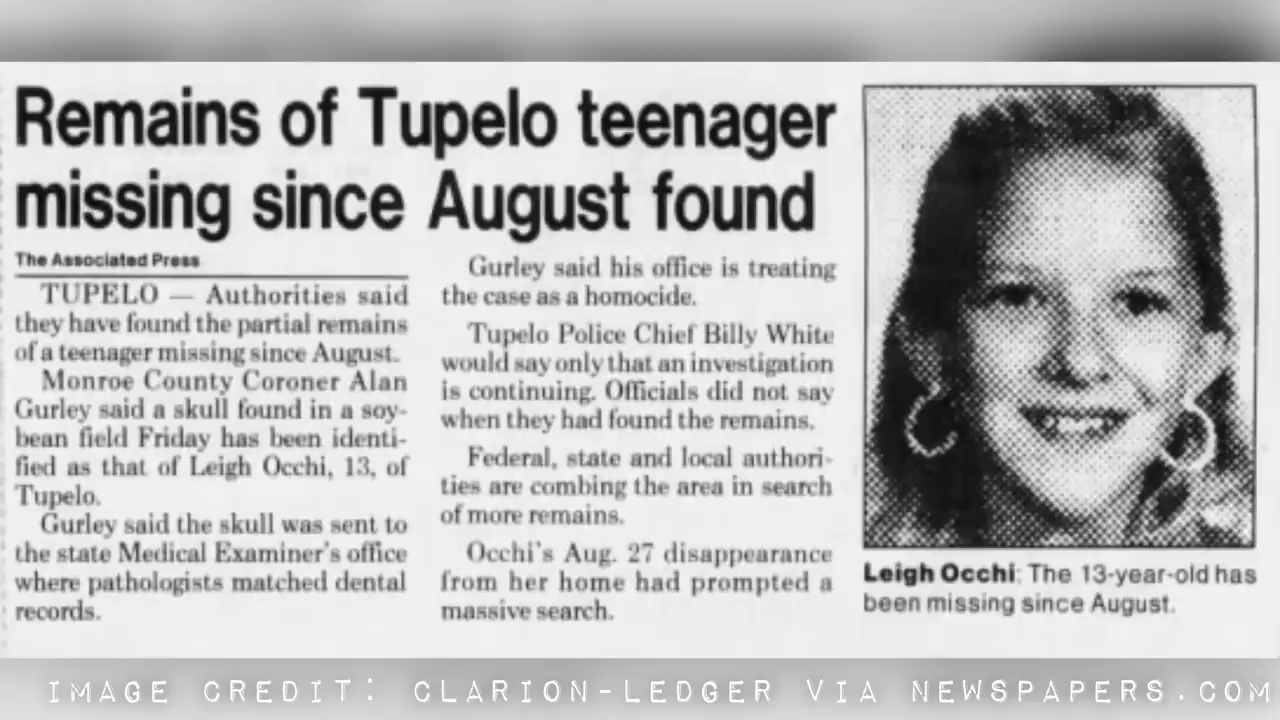 Remains of Tupelo teenager
missing since August found
The Associated Press
TUPELO — Authorities said
they have found the partial remains
of a teenager missing since August.
Monroe County Coroner Alan
Gurley said a skull found in a soy-
bean field Friday has been identi-
fied as that of Leigh Occhi, 13, of
Tupelo.
Gurley said the skull was sent to
the state Medical Examiner's office
where pathologists matched dental
records.
Gurley said his office is treating
the case as a homocide.
Tupelo Police Chief Billy White
would say only that an investigation
is continuing. Officials did not say
when they had found the remains.
Federal, state and local authori-
ties are combing the area in search
of more remains.
Occhi's Aug. 27 disappearance
from her home had prompted a
massive search.
Leigh Occhi: The 13-year-old has
been missing since August.
IMAGE CREDIT: CLARION-LEDGER VIA NEWSPAPERS.COM